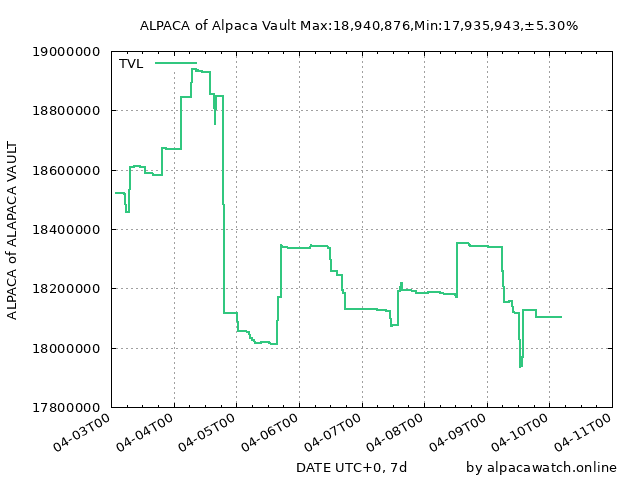 ALPACA of Alpaca Vault Max:18,940,876,Min:17,935,943,±5.30%
TVL
19000000
18800000
18600000
18400000
18200000
18000000
17800000
ALPACA of ALAPACA VAULT
04-03T00
04-04T00
04-05T00
04-06T00
04-07T00
04-08T00
04-09T00
04-10T00
04-11T00
DATE UTC+0, 7d
by alpacawatch.online